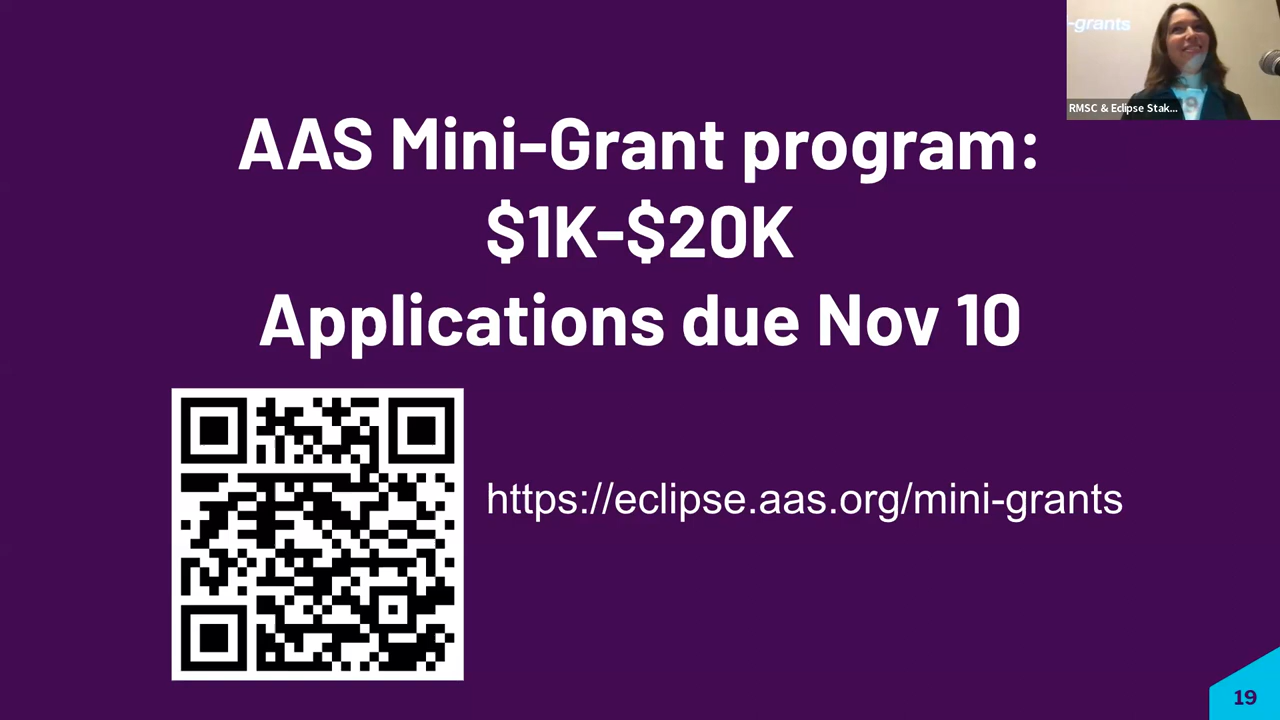 -grants
RMSC & Eclipse Stak...
AAS Mini-Grant program:
$1K-$20K
Applications due Nov 10
https://eclipse.aas.org/mini-grants
19